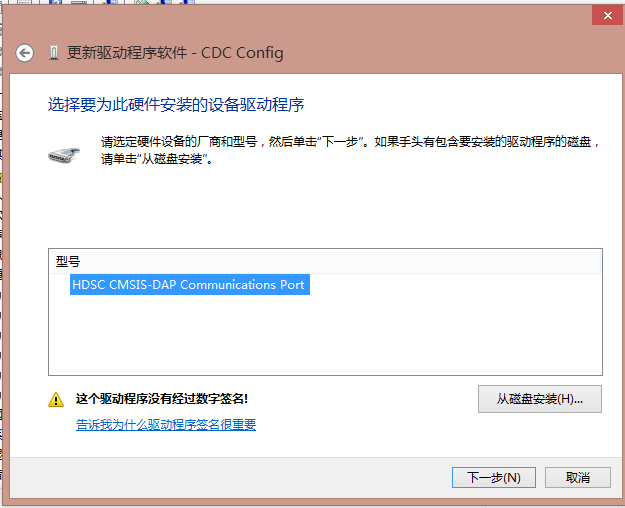 更新驱动程序软件 - CDC Config
选择要为此硬件安装的设备驱动程序
请选定硬件设备的厂商和型号，然后单击“下一步”。如果手头有包含要安装的驱动程序的磁盘，
请单击“从磁盘安装”。
型号
HDSC CMSIS-DAP Communications Port
这个驱动程序没有经过数字签名!
从磁盘安装(H)...
告诉我为什么驱动程序签名很重要
下一步(N)
取消